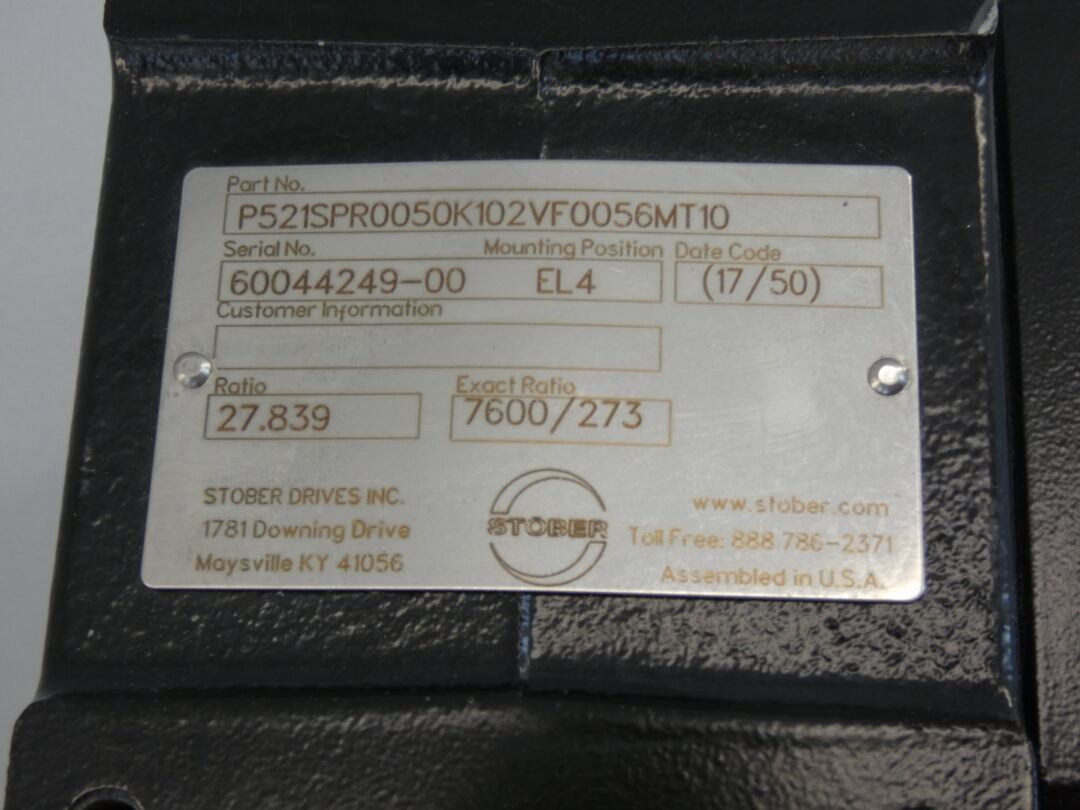 Part No.
P521SPR0050K102VF0056MT10
Serial No. Mounting Position Date Code
60044249-00 EL4 (17/50)
Customer Information
Ratio Exact Ratio
27.839 7600/273
STOBER DRIVES INC.
1781 Downing Drive
Maysville KY 41056
STÖBER
www.stober.com
Toll Free: 888 786-2371
Assembled in U.S.A.